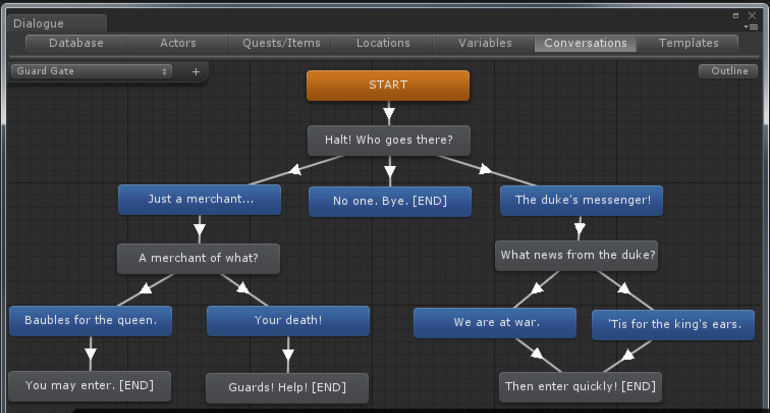 Dialogue
Database Actors Quests/Items Locations Variables Conversations Templates
Guard Gate + Outline
START
Halt! Who goes there?
Just a merchant... No one. Bye. [END] The duke's messenger!
A merchant of what? What news from the duke?
Baubles for the queen. Your death! We are at war. 'Tis for the king's ears.
You may enter. [END] Guards! Help! [END] Then enter quickly! [END]